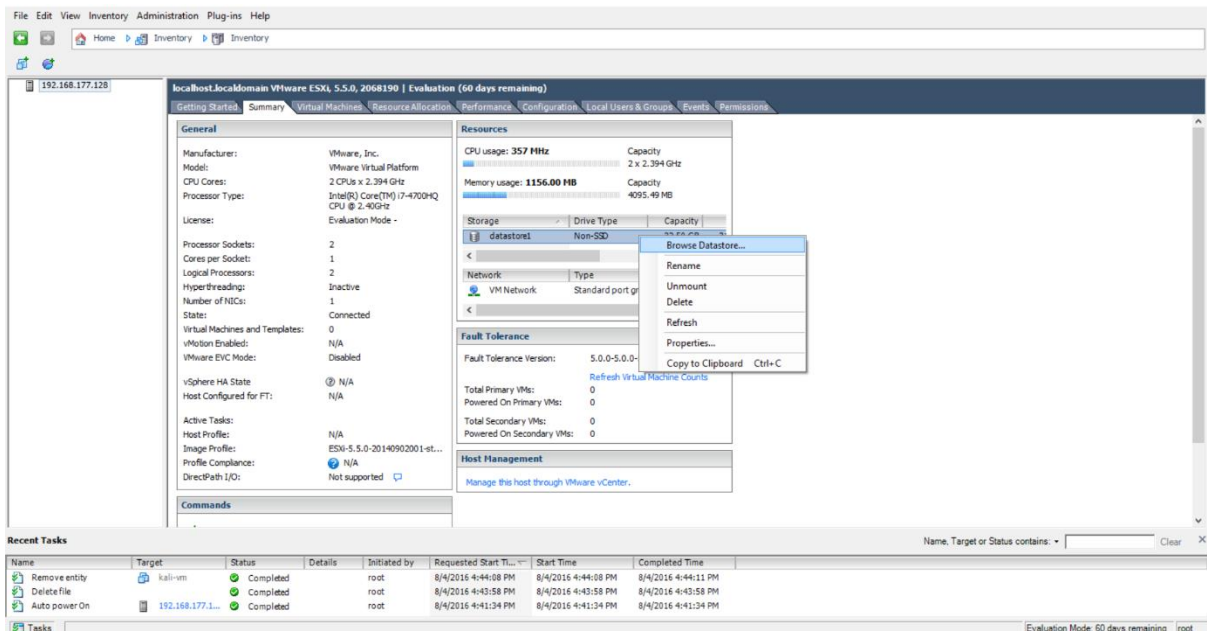 File Edit View Inventory Administration Plug-ins Help
Home Inventory Inventory
192.168.177.128
localhost.localdomain VMware ESXi, 5.5.0, 2068190 | Evaluation (60 days remaining)
Getting Started Summary Virtual Machines Resource Allocation Performance Configuration Local Users & Groups Events Permissions
General
Manufacturer: VMware, Inc.
Model: VMware Virtual Platform
CPU Cores: 2 CPUs x 2.394 GHz
Processor Type: Intel(R) Core(TM) i7-4700HQ
CPU @ 2.40GHz
License: Evaluation Mode -
Processor Sockets: 2
Cores per Socket: 1
Logical Processors: 2
Hyperthreading: Inactive
Number of NICs: 1
State: Connected
Virtual Machines and Templates: 0
vMotion Enabled: N/A
VMware EVC Mode: Disabled
vSphere HA State N/A
Host Configured for FT: N/A
Active Tasks:
Host Profile: N/A
Image Profile: ESXi-5.5.0-20140902001-st...
Profile Compliance: N/A
DirectPath I/O: Not supported
Commands
Resources
CPU usage: 357 MHz Capacity
2 x 2.394 GHz
Memory usage: 1156.00 MB Capacity
4095.49 MB
Storage Drive Type Capacity
datastore1 Non-SSD
Network Type
VM Network Standard port gr
Browse Datastore...
Rename
Unmount
Delete
Refresh
Properties...
Copy to Clipboard Ctrl+C
Fault Tolerance
Fault Tolerance Version: 5.0.0-5.0.0-
Refresh Virtual Machine Counts
Total Primary VMs: 0
Powered On Primary VMs: 0
Total Secondary VMs: 0
Powered On Secondary VMs: 0
Host Management
Manage this host through VMware vCenter.
Recent Tasks
Name, Target or Status contains: Clear
Name Target Status Details Initiated by Requested Start Ti... Start Time Completed Time
Remove entity kali-vm Completed root 8/4/2016 4:44:08 PM 8/4/2016 4:44:08 PM 8/4/2016 4:44:11 PM
Delete file Completed root 8/4/2016 4:43:58 PM 8/4/2016 4:43:58 PM 8/4/2016 4:43:58 PM
Auto power On 192.168.177.1... Completed root 8/4/2016 4:41:34 PM 8/4/2016 4:41:34 PM 8/4/2016 4:41:34 PM
Tasks Evaluation Mode: 60 days remaining root